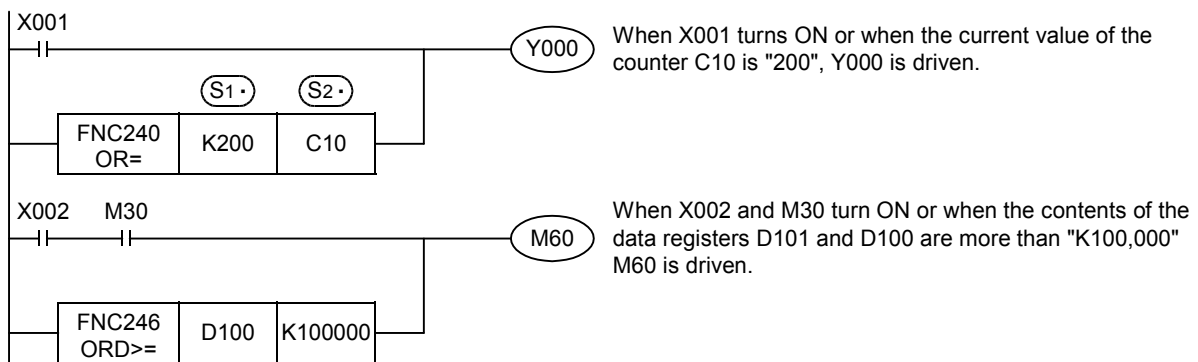 X001
Y000
When X001 turns ON or when the current value of the
counter C10 is "200", Y000 is driven.
S1・ S2・
FNC240
OR= K200 C10
X002 M30
M60
When X002 and M30 turn ON or when the contents of the
data registers D101 and D100 are more than "K100,000"
M60 is driven.
FNC246
ORD>= D100 K100000